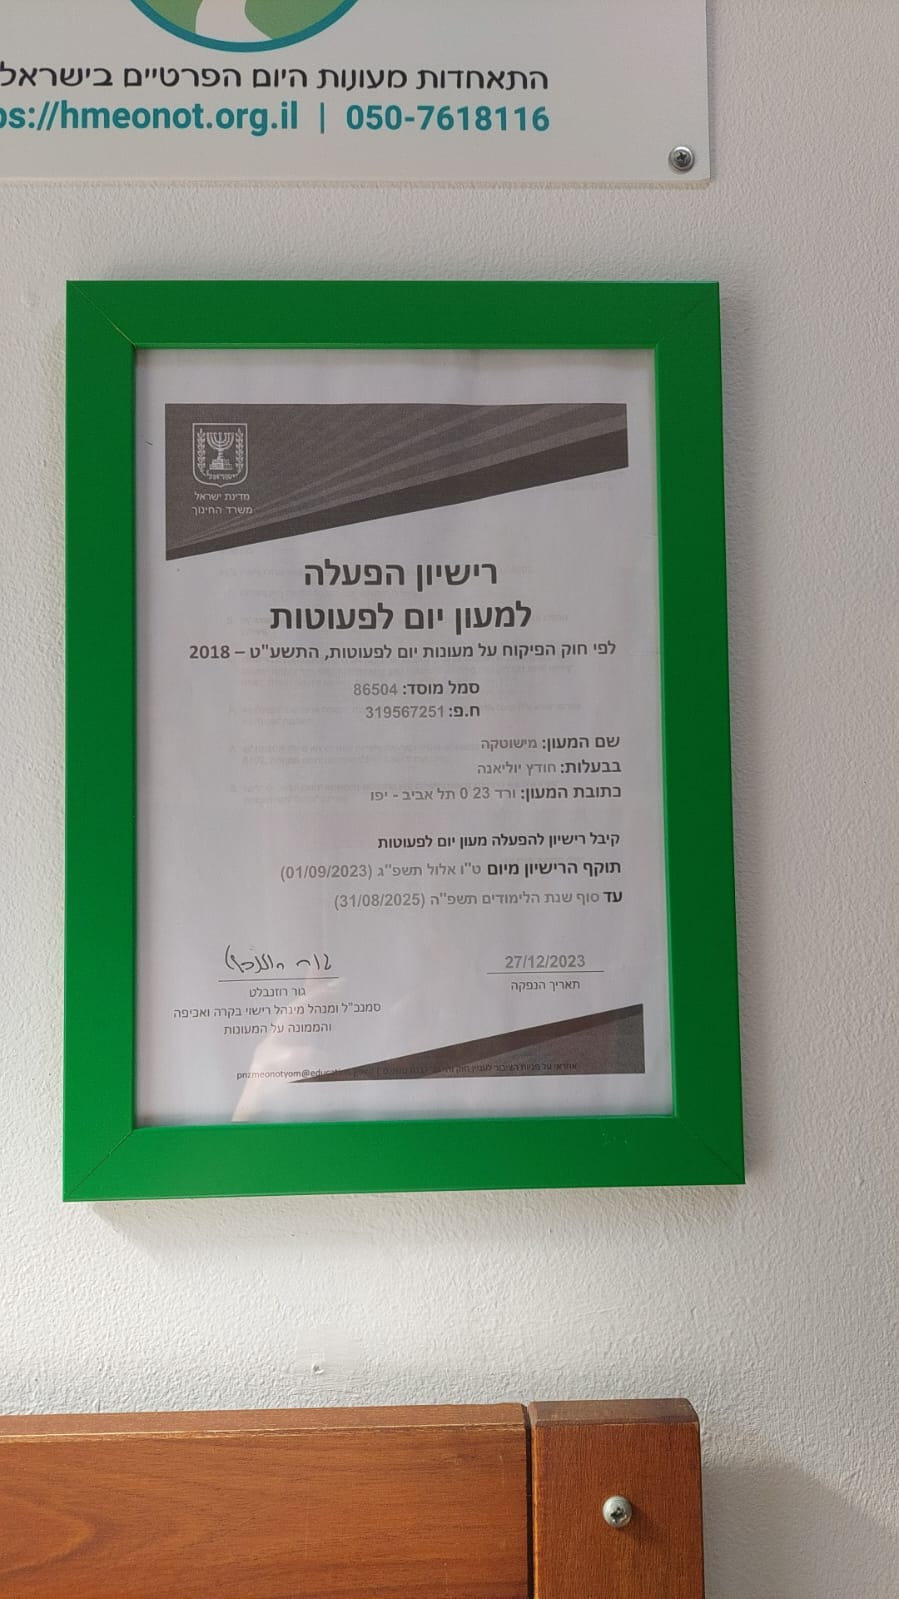 התאחדות מעונות היום הפרטיים בישראל
ps://hmeonot.org.il | 050-7618116
מדינת ישראל
משרד החינוך
רישיון הפעלה
למעון יום לפעוטות
לפי חוק הפיקוח על מעונות יום לפעוטות, התשע"ט – 2018
סמל מוסד: 86504
ח.פ: 319567251
שם המעון: מישוטקה
בבעלות: חודץ יוליאנה
כתובת המעון: ורד 23 0 תל אביב - יפו
קיבל רישיון להפעלה מעון יום לפעוטות
תוקף הרישיון מיום ט"ו אלול תשפ"ג (01/09/2023)
עד סוף שנת הלימודים תשפ"ה (31/08/2025)
27/12/2023
תאריך הנפקה
גור רוזנבלט
סמנכ"ל ומנהל מינהל רישוי בקרה ואכיפה
והממונה על המעונות